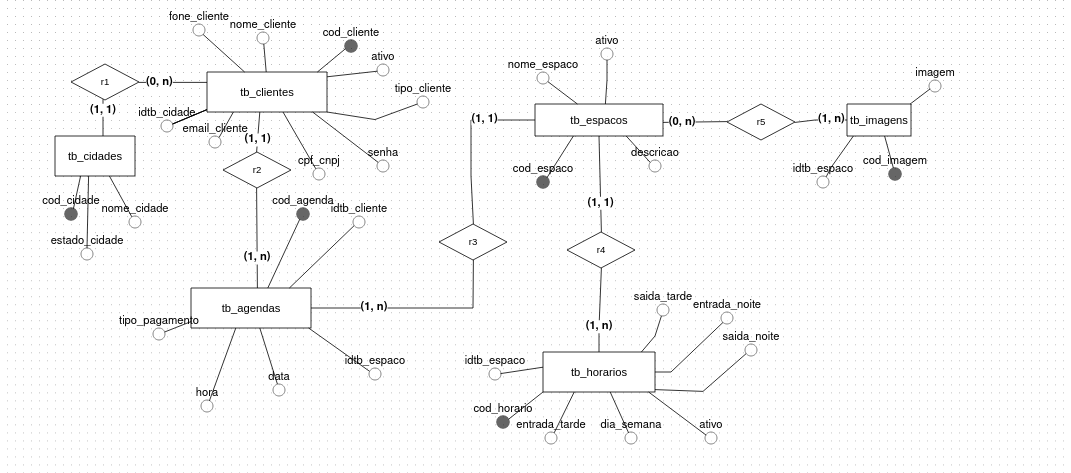 fone_cliente
nome_cliente
cod_cliente
ativo
tipo_cliente
r1
(0, n)
tb_clientes
(1, 1)
idtb_cidade
email_cliente
(1, 1)
cpf_cnpj
senha
tb_cidades
r2
cod_cidade
nome_cidade
estado_cidade
cod_agenda
idtb_cliente
(1, n)
tb_agendas
(1, n)
tipo_pagamento
hora
data
idtb_espaco
r3
(1, 1)
ativo
nome_espaco
tb_espacos
(0, n)
r5
(1, n)
tb_imagens
imagem
descricao
cod_espaco
idtb_espaco
cod_imagem
(1, 1)
r4
(1, n)
saida_tarde
entrada_noite
saida_noite
idtb_espaco
tb_horarios
cod_horario
entrada_tarde
dia_semana
ativo